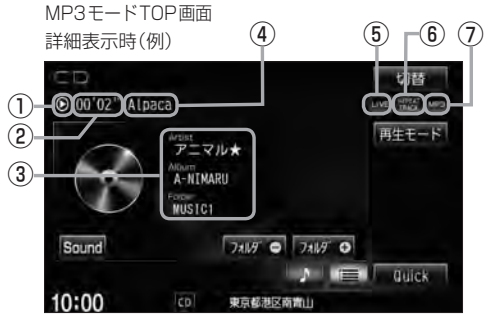 MP3モードTOP画面
詳細表示時(例)
④ ⑤ ⑥ ⑦
CD
切替
① 00'02" Alpaca LIVE REPEAT TRACK MP3
②
再生モード
③
Artist
アニマル★
Album
A-NIMARU
Folder
MUSIC1
Sound フォルダ フォルダ
Quick
10:00 CD 東京都港区南青山